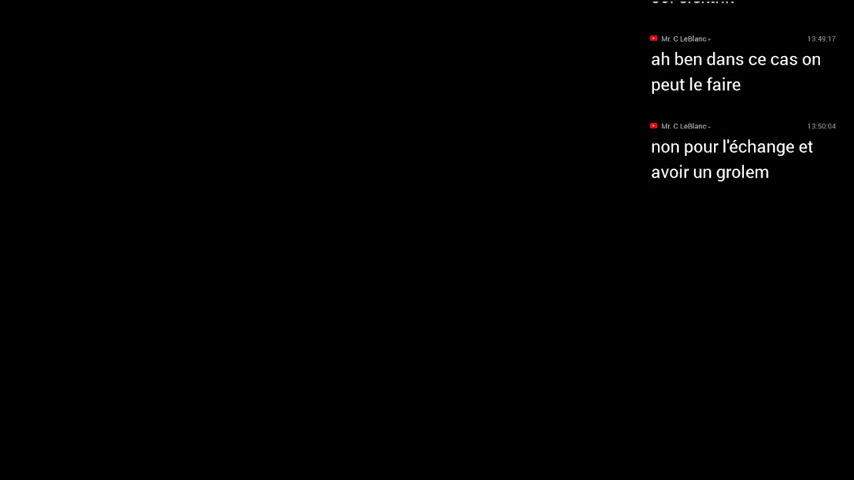 Mr. C LeBlanc - 13:49:17
ah ben dans ce cas on
peut le faire
Mr. C LeBlanc - 13:50:04
non pour l'échange et
avoir un grolem